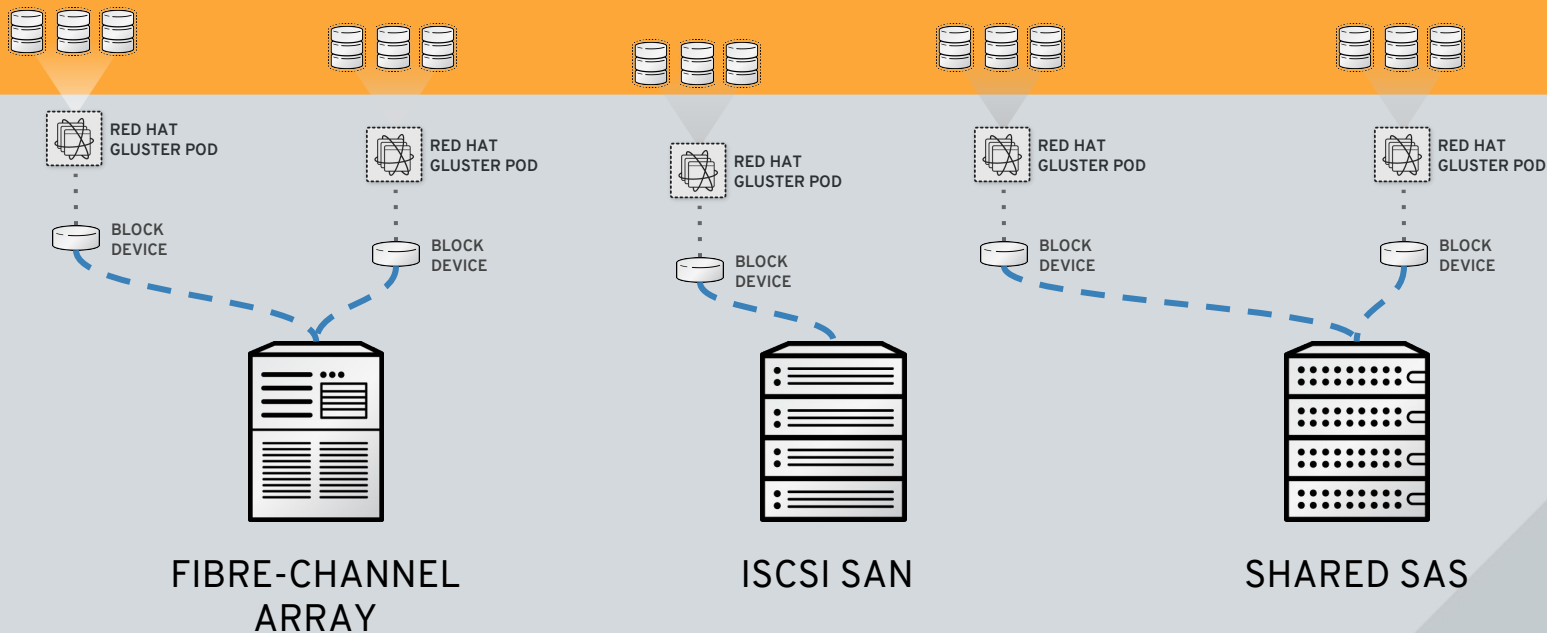 RED HAT
GLUSTER POD
RED HAT
GLUSTER POD
RED HAT
GLUSTER POD
RED HAT
GLUSTER POD
RED HAT
GLUSTER POD
BLOCK
DEVICE
BLOCK
DEVICE
BLOCK
DEVICE
BLOCK
DEVICE
BLOCK
DEVICE
FIBRE-CHANNEL
ARRAY
ISCSI SAN
SHARED SAS